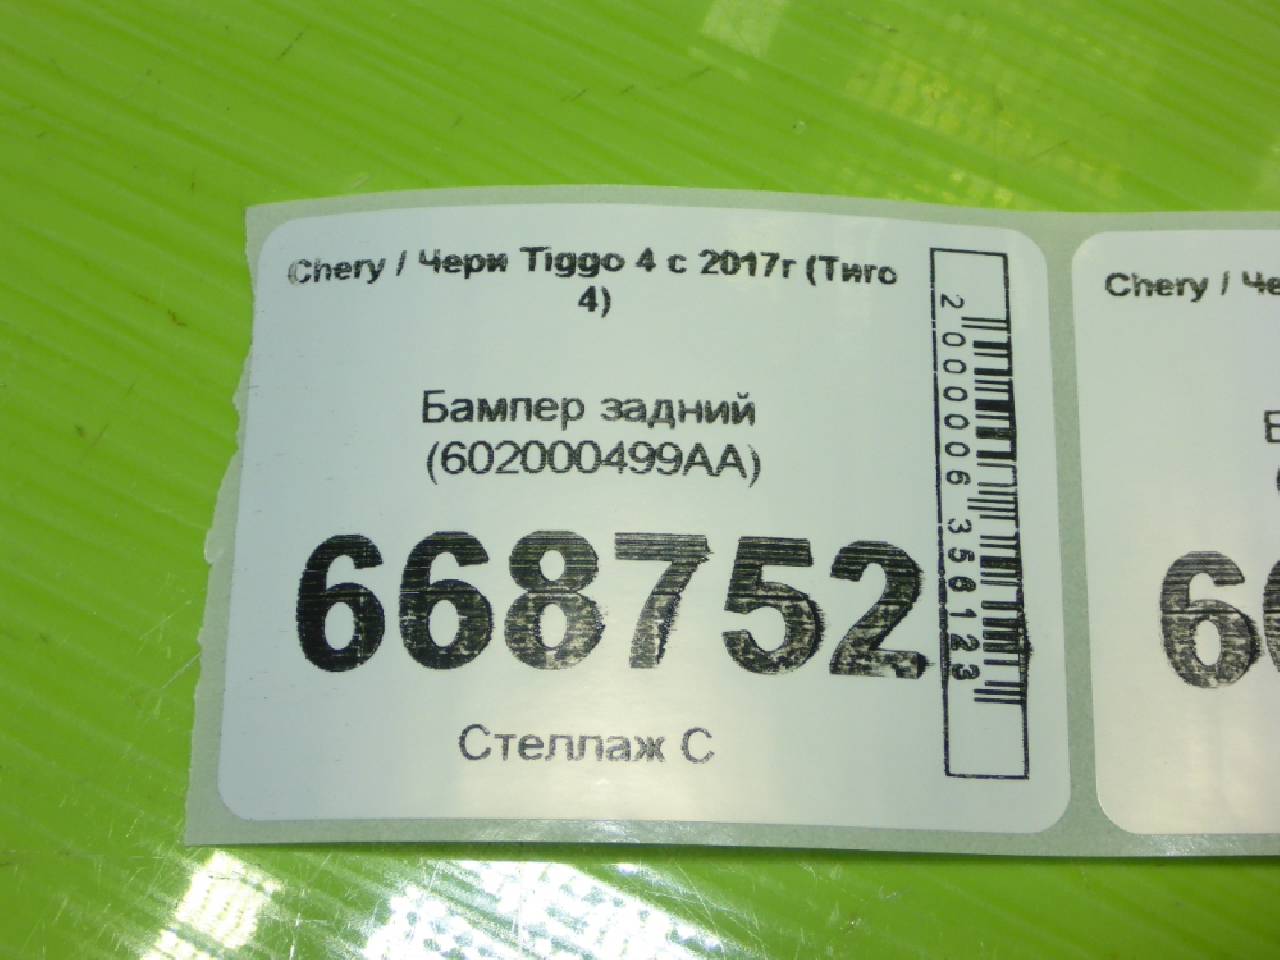 Chery / Чери Tiggo 4 с 2017г (Тиго
4)
Бампер задний
(602000499AA)
668752
Стеллаж С
2000006356123
Chery / Че